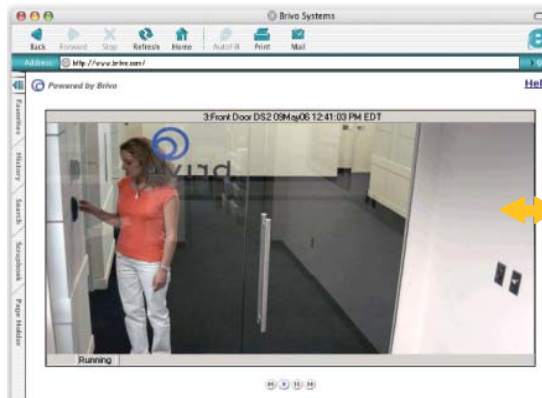 Brivo Systems
Back Forward Stop Refresh Home AutoFill Print Mail
Address http://www.brivo.com/
Powered by Brivo
Hel
3:Front Door DS2 09May06 12:41:03 PM EDT
brivo
Running
Favorites
History
Search
Scrapbook
Page Holder